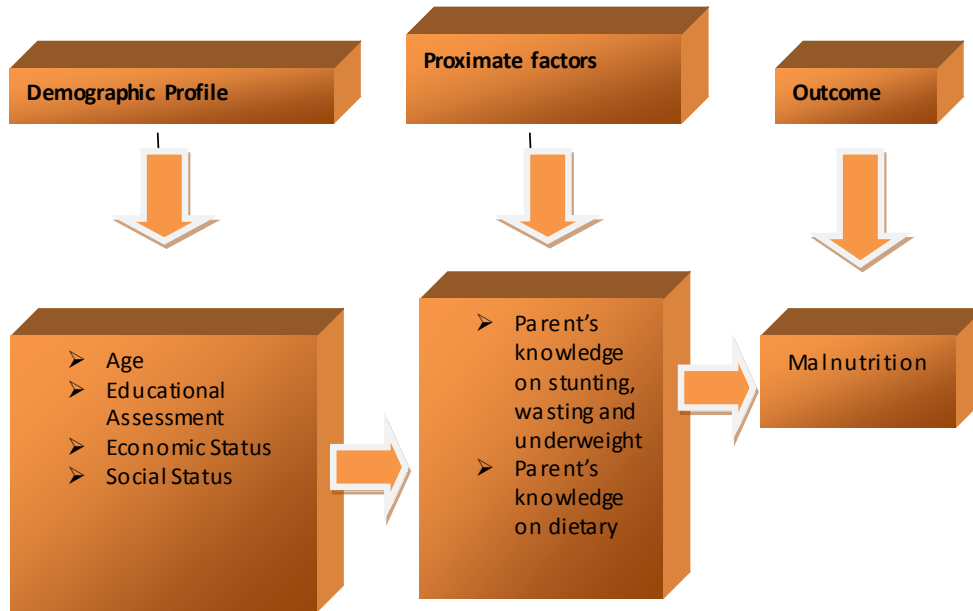 Demographic Profile
Proximate factors
Outcome
➢ Age
➢ Educational
Assessment
➢ Economic Status
➢ Social Status
➢ Parent’s
knowledge
on stunting,
wasting and
underweight
➢ Parent’s
knowledge
on dietary
Malnutrition